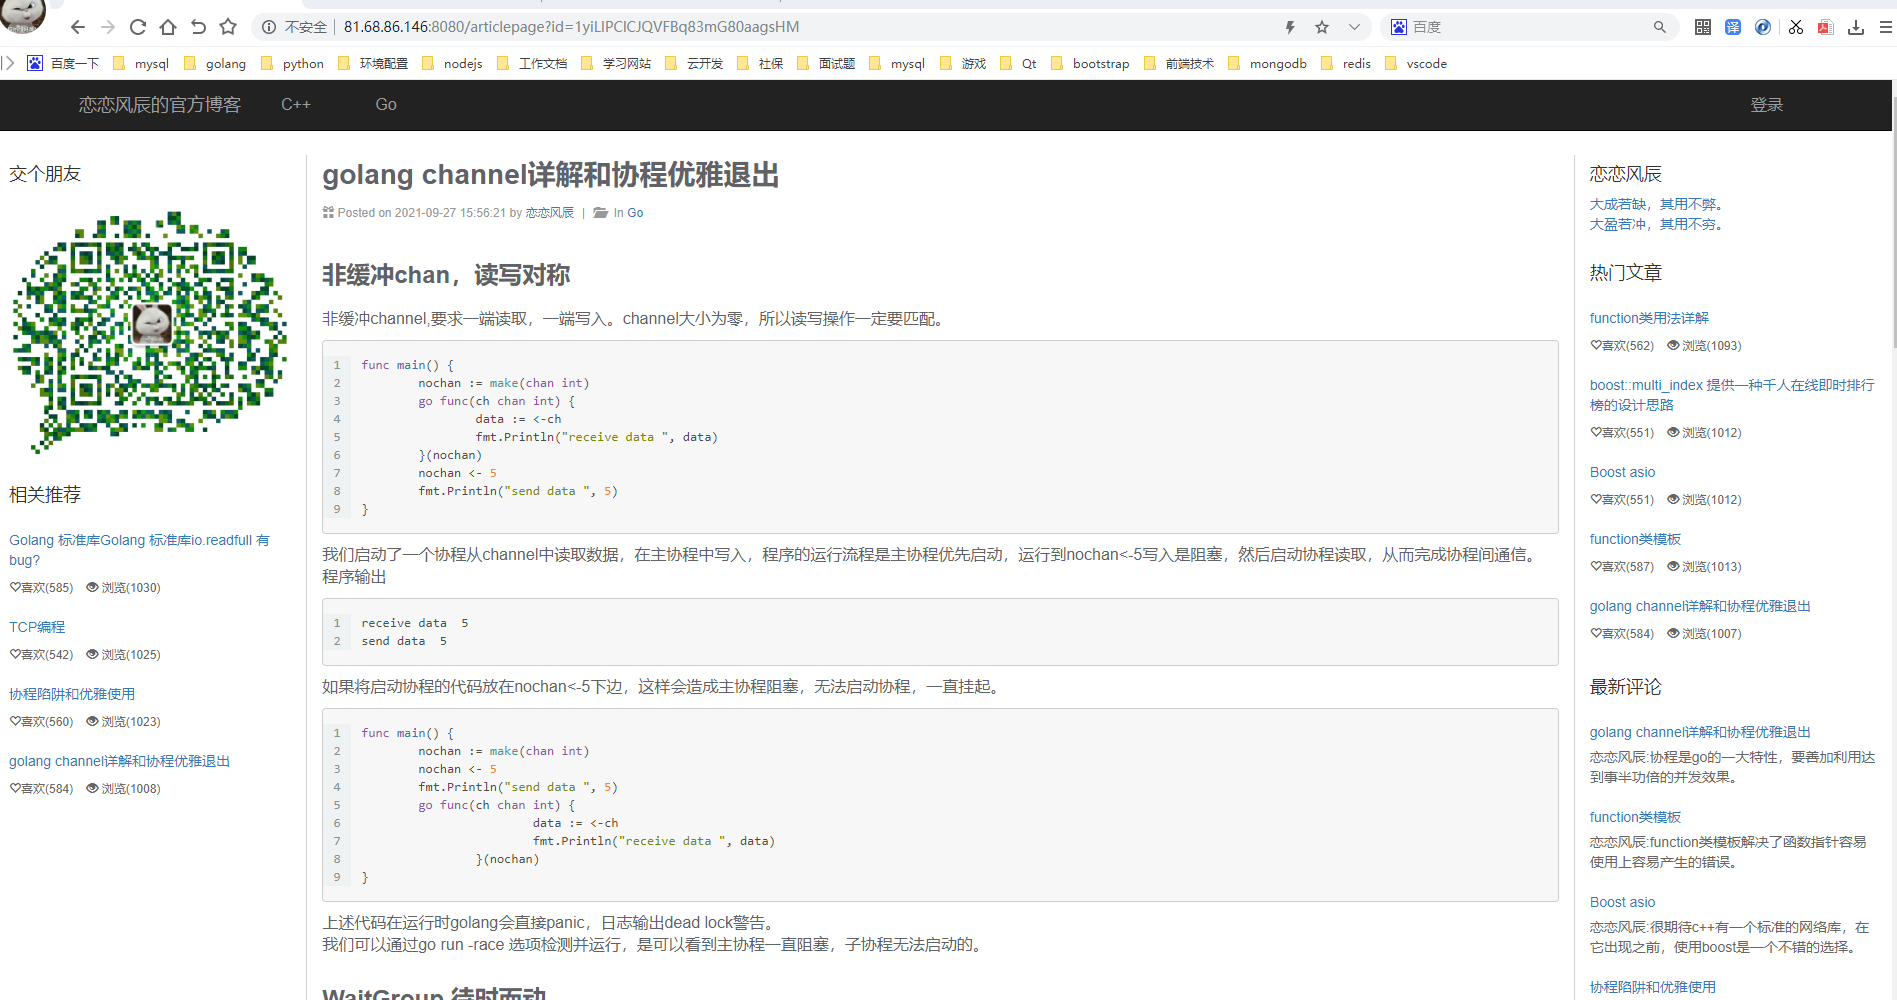 不安全 81.68.86.146:8080/articlepage?id=1yiLIPClCJQVFBq83mG80aagsHM 百度 译
百度一下 mysql golang python 环境配置 nodejs 工作文档 学习网站 云开发 社保 面试题 mysql 游戏 Qt bootstrap 前端技术 mongodb redis vscode
恋恋风辰的官方博客 C++ Go 登录
交个朋友
相关推荐
Golang 标准库Golang 标准库io.readfull 有
bug?
喜欢(585) 浏览(1030)
TCP编程
喜欢(542) 浏览(1025)
协程陷阱和优雅使用
喜欢(560) 浏览(1023)
golang channel详解和协程优雅退出
喜欢(584) 浏览(1008)
golang channel详解和协程优雅退出
Posted on 2021-09-27 15:56:21 by 恋恋风辰 | In Go
非缓冲chan，读写对称
非缓冲channel,要求一端读取，一端写入。channel大小为零，所以读写操作一定要匹配。
1 func main() {
2 nochan := make(chan int)
3 go func(ch chan int) {
4 data := <-ch
5 fmt.Println("receive data ", data)
6 }(nochan)
7 nochan <- 5
8 fmt.Println("send data ", 5)
9 }
我们启动了一个协程从channel中读取数据，在主协程中写入，程序的运行流程是主协程优先启动，运行到nochan<-5写入是阻塞，然后启动协程读取，从而完成协程间通信。
程序输出
1 receive data  5
2 send data  5
如果将启动协程的代码放在nochan<-5下边，这样会造成主协程阻塞，无法启动协程，一直挂起。
1 func main() {
2 nochan := make(chan int)
3 nochan <- 5
4 fmt.Println("send data ", 5)
5 go func(ch chan int) {
6 data := <-ch
7 fmt.Println("receive data ", data)
8 }(nochan)
9 }
上述代码在运行时golang会直接panic，日志输出dead lock警告。
我们可以通过go run -race 选项检测并运行，是可以看到主协程一直阻塞，子协程无法启动的。
WaitGroup 待时而动
恋恋风辰
大成若缺，其用不弊。
大盈若冲，其用不穷。
热门文章
function类用法详解
喜欢(562) 浏览(1093)
boost::multi_index 提供一种千人在线即时排行
榜的设计思路
喜欢(551) 浏览(1012)
Boost asio
喜欢(551) 浏览(1012)
function类模板
喜欢(587) 浏览(1013)
golang channel详解和协程优雅退出
喜欢(584) 浏览(1007)
最新评论
golang channel详解和协程优雅退出
恋恋风辰:协程是go的一大特性，要善加利用达
到事半功倍的并发效果。
function类模板
恋恋风辰:function类模板解决了函数指针容易
使用上容易产生的错误。
Boost asio
恋恋风辰:很期待c++有一个标准的网络库，在
它出现之前，使用boost是一个不错的选择。
协程陷阱和优雅使用